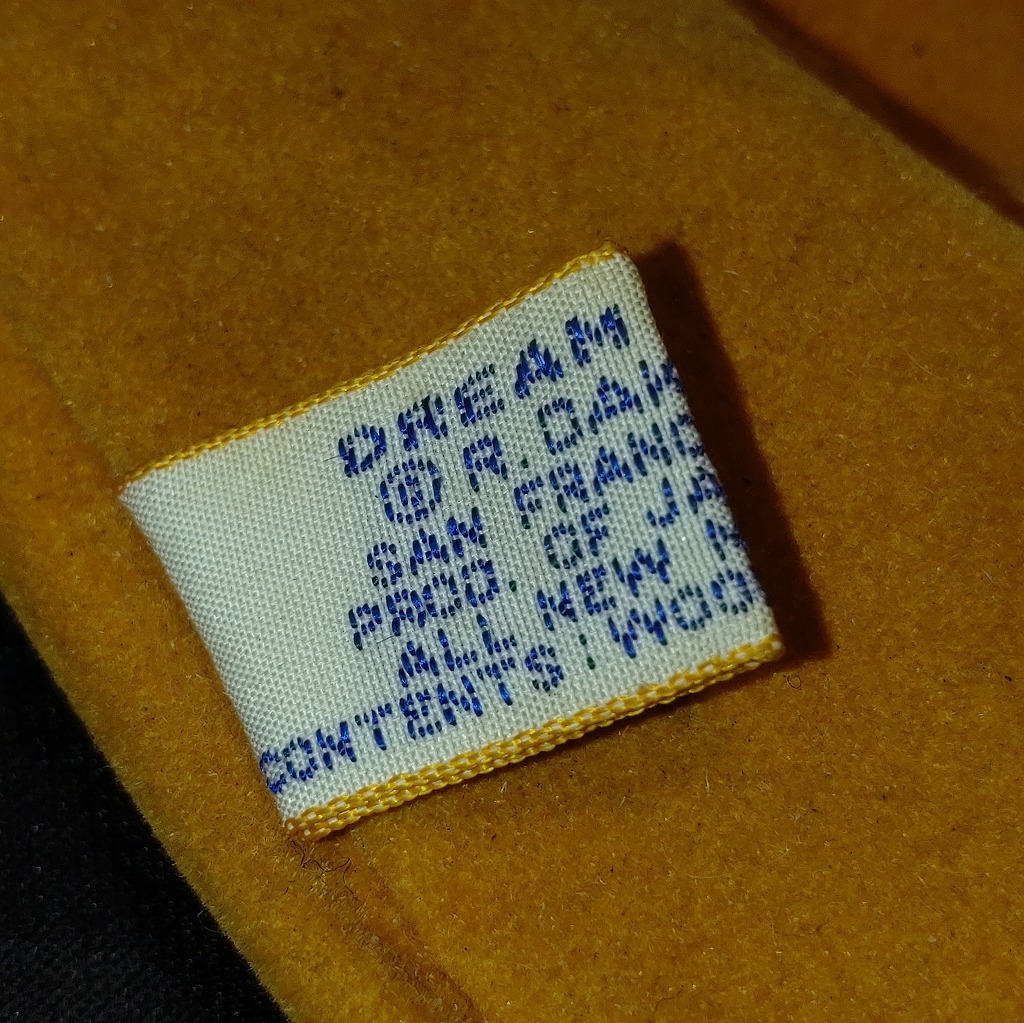 DREAM
® R. DAK
SAN FRANC
PROD. OF JA
ALL NEW M
CONTENTS: WOO